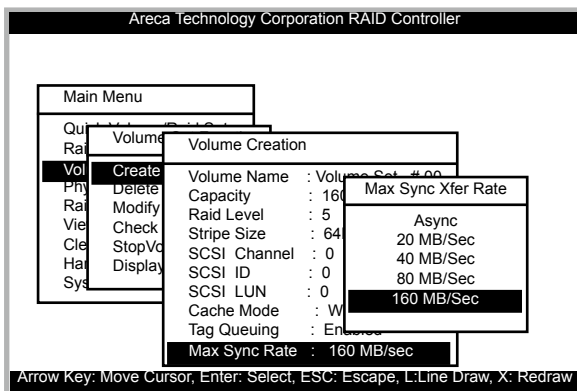 Areca Technology Corporation RAID Controller
Main Menu
Volume
Create
Delete
Modify
Check
Display
Volume Creation
Volume Name : Volume Set # 00
Capacity : 160
Raid Level : 5
Stripe Size : 64
SCSI Channel : 0
SCSI ID : 0
SCSI LUN : 0
Cache Mode : W
Tag Queuing : Enabled
Max Sync Rate : 160 MB/sec
Max Sync Xfer Rate
Async
20 MB/Sec
40 MB/Sec
80 MB/Sec
160 MB/Sec
Arrow Key: Move Cursor, Enter: Select, ESC: Escape, L:Line Draw, X: Redraw